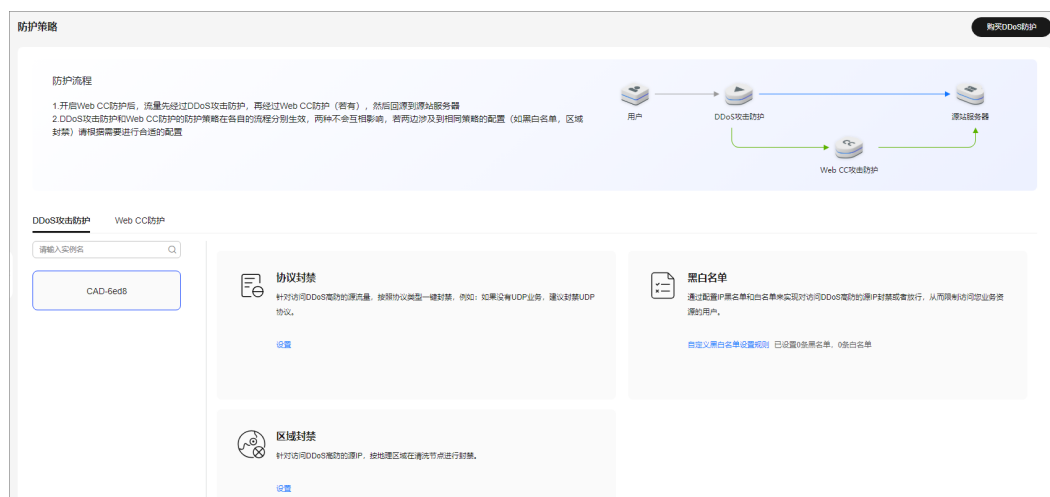 防护策略
购买DDoS防护
防护流程
1.开启Web CC防护后，流量先经过DDoS攻击防护，再经过Web CC防护（若有），然后回源到源站服务器
2.DDoS攻击防护和Web CC防护的防护策略在各自的流程分别生效，两种不会互相影响，若两边涉及到相同策略的配置（如黑白名单，区域
封禁）请根据需要进行合适的配置
用户
DDoS攻击防护
源站服务器
CC
Web CC攻击防护
DDoS攻击防护
Web CC防护
请输入实例名
CAD-6ed8
协议封禁
针对访问DDoS高防的源流量，按照协议类型一键封禁，例如：如果没有UDP业务，建议封禁UDP
协议。
设置
黑白名单
通过配置IP黑名单和白名单来实现对访问DDoS高防的源IP封禁或者放行，从而限制访问您业务资
源的用户。
自定义黑白名单设置规则 已设置0条黑名单，0条白名单
区域封禁
针对访问DDoS高防的源IP，按地理区域在清洗节点进行封禁。
设置